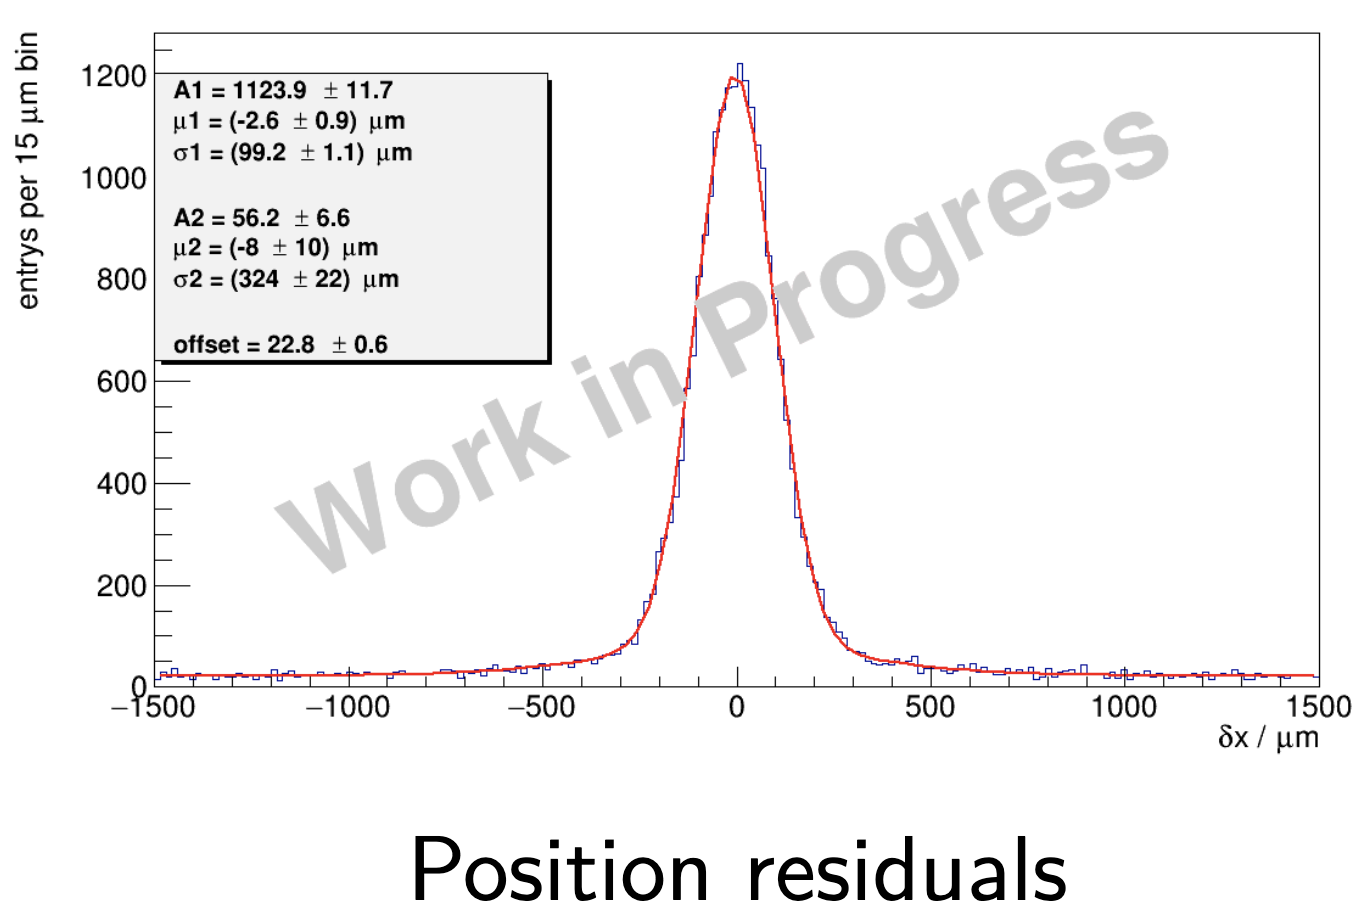 entrys per 15 μm bin
1200
1000
800
600
400
200
0
A1 = 1123.9 ± 11.7
μ1 = (-2.6 ± 0.9) μm
σ1 = (99.2 ± 1.1) μm
A2 = 56.2 ± 6.6
μ2 = (-8 ± 10) μm
σ2 = (324 ± 22) μm
offset = 22.8 ± 0.6
Work in Progress
−1500 −1000 −500 0 500 1000 1500
δx / μm
Position residuals